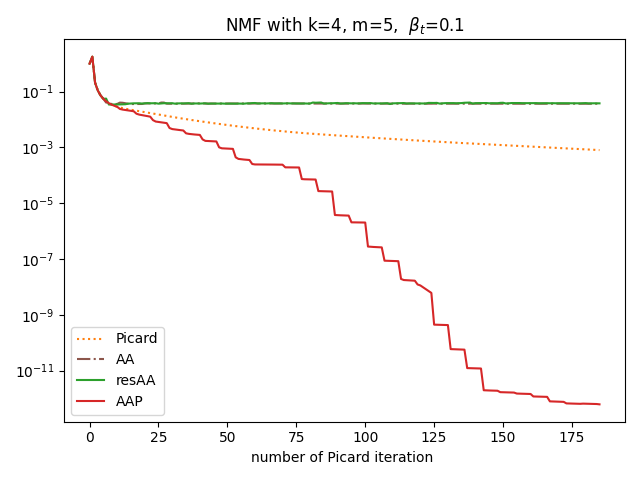 NMF with k=4, m=5, βt=0.1
10⁻¹
10⁻³
10⁻⁵
10⁻⁷
10⁻⁹
10⁻¹¹
Picard
AA
resAA
AAP
0 25 50 75 100 125 150 175
number of Picard iteration